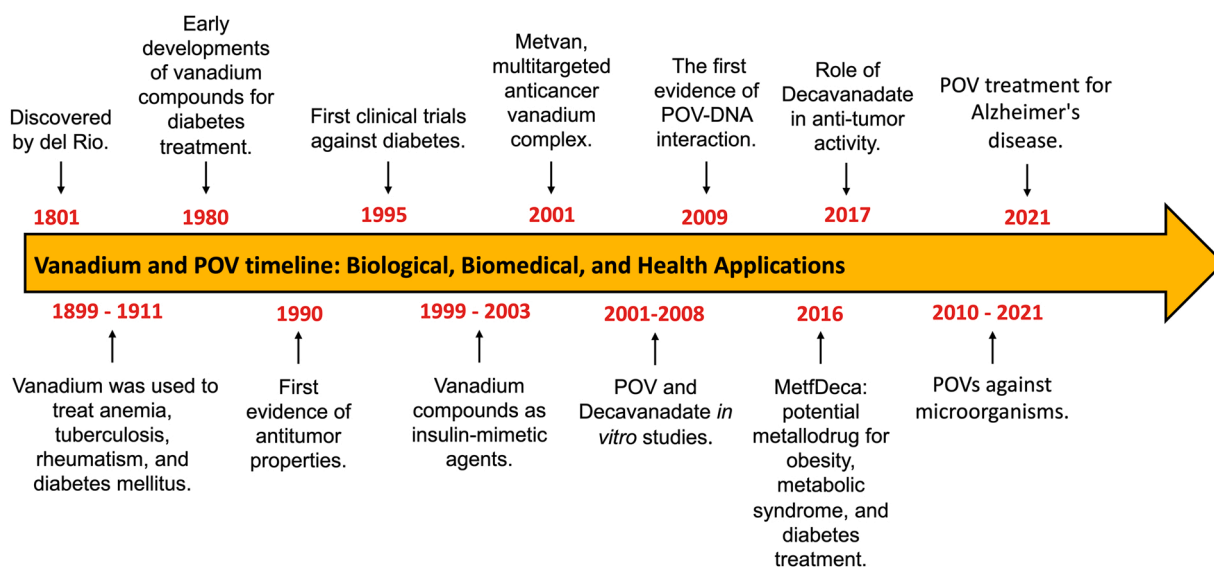 Discovered
by del Rio.
1801
Early
developments
of vanadium
compounds for
diabetes
treatment.
1980
First clinical trials
against diabetes.
1995
Metvan,
multitargeted
anticancer
vanadium
complex.
2001
The first
evidence of
POV-DNA
interaction.
2009
Role of
Decavanadate
in anti-tumor
activity.
2017
POV treatment for
Alzheimer's
disease.
2021
Vanadium and POV timeline: Biological, Biomedical, and Health Applications
1899 - 1911
Vanadium was used to
treat anemia,
tuberculosis,
rheumatism, and
diabetes mellitus.
1990
First
evidence of
antitumor
properties.
1999 - 2003
Vanadium
compounds as
insulin-mimetic
agents.
2001-2008
POV and
Decavanadate in
vitro studies.
2016
MetfDeca:
potential
metallodrug for
obesity,
metabolic
syndrome, and
diabetes
treatment.
2010 - 2021
POVs against
microorganisms.